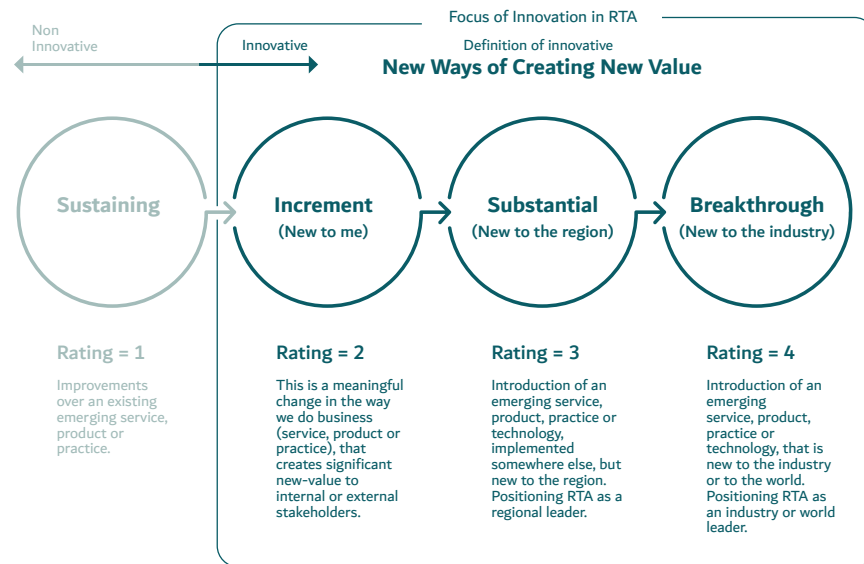 Focus of Innovation in RTA
Non
Innovative
Innovative
Definition of innovative
New Ways of Creating New Value
Sustaining
Increment
(New to me)
Substantial
(New to the region)
Breakthrough
(New to the industry)
Rating = 1
Improvements
over an existing
emerging service,
product or
practice.
Rating = 2
This is a meaningful
change in the way
we do business
(service, product or
practice), that
creates significant
new-value to
internal or external
stakeholders.
Rating = 3
Introduction of an
emerging service,
product, practice or
technology,
implemented
somewhere else, but
new to the region.
Positioning RTA as a
regional leader.
Rating = 4
Introduction of an
emerging
service, product,
practice or
technology, that is
new to the industry
or to the world.
Positioning RTA as
an industry or world
leader.